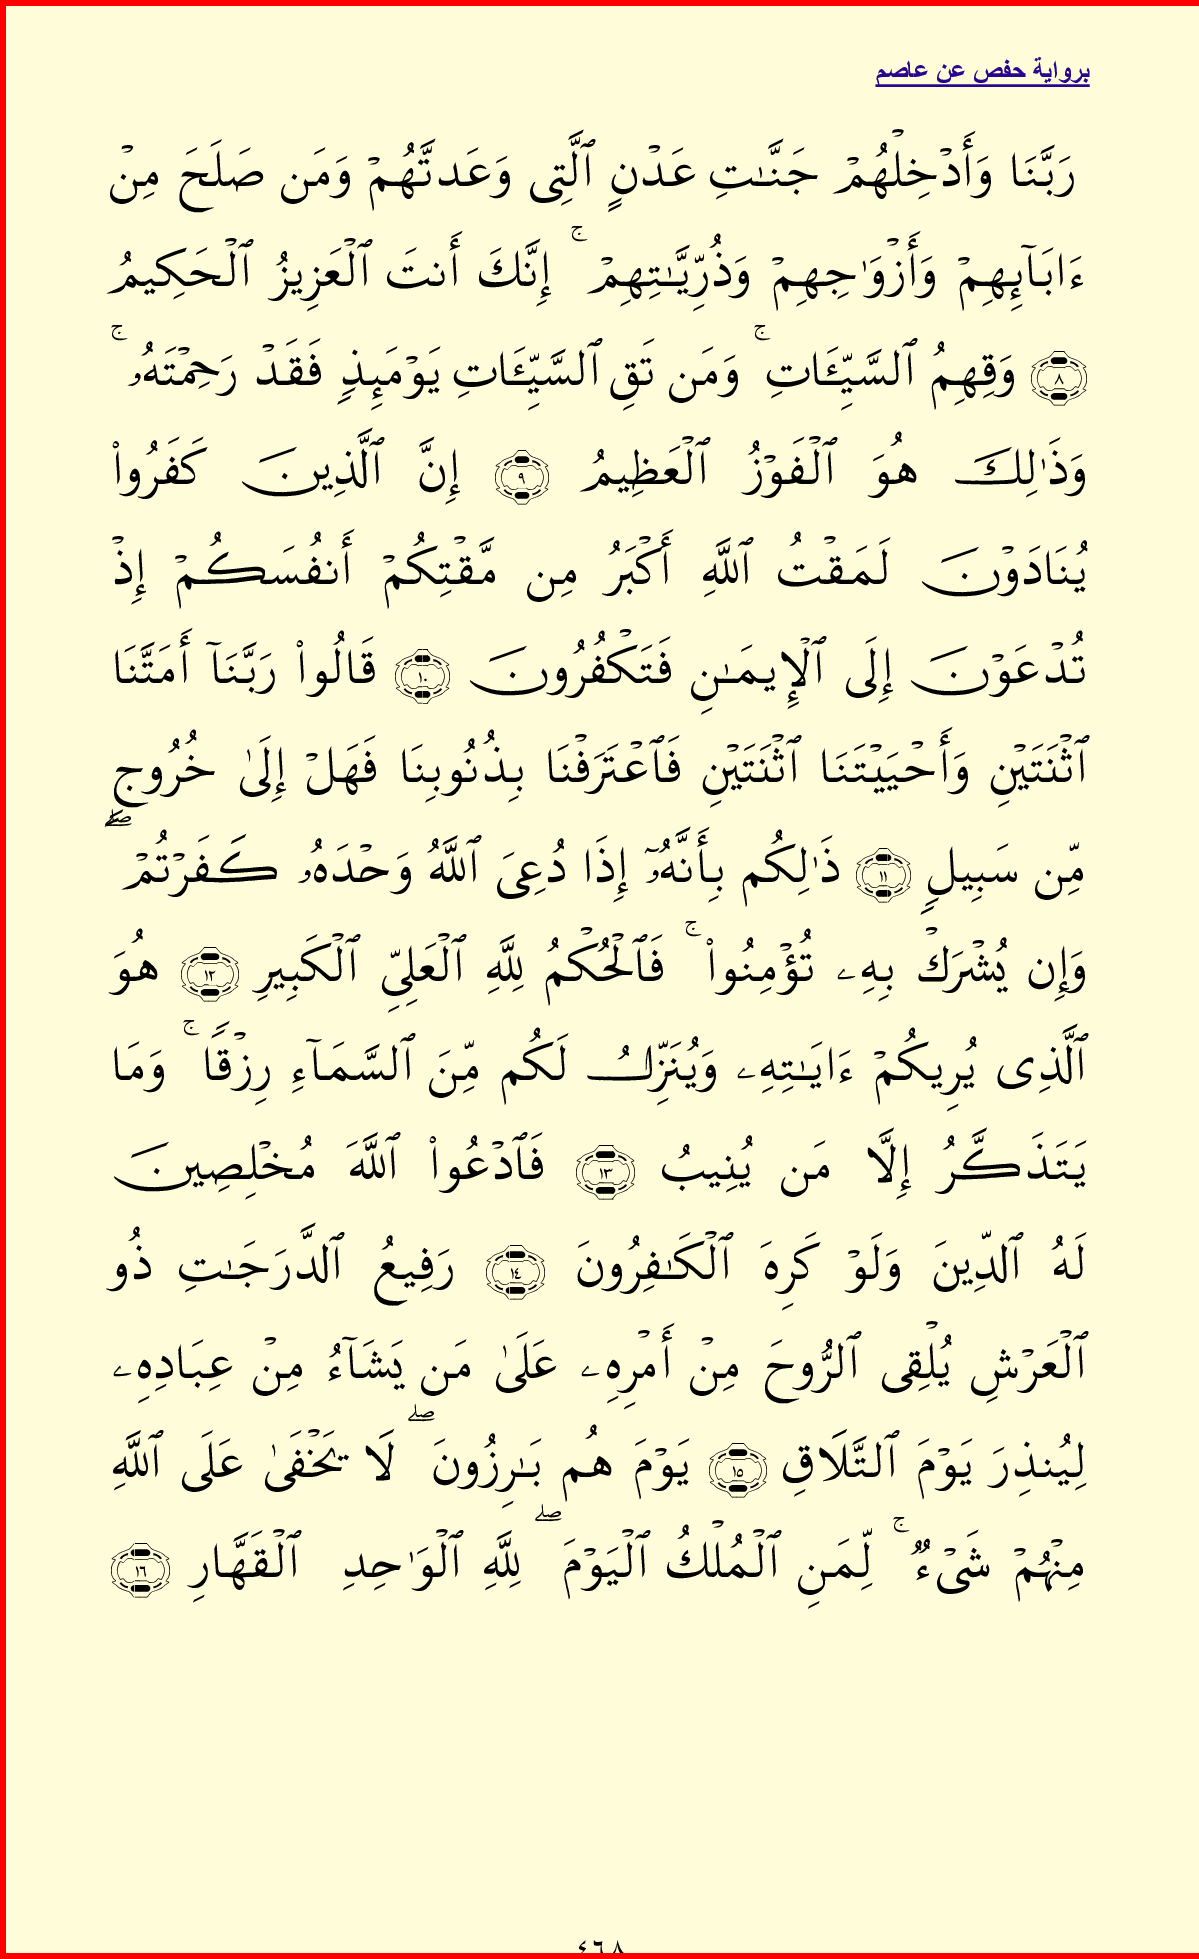 برواية حفص عن عاصم
رَبَّنَا وَأَدۡخِلۡهُمۡ جَنَّـٰتِ عَدۡنٍ ٱلَّتِى وَعَدتَّهُمۡ وَمَن صَلَحَ مِنۡ
ءَابَآئِهِمۡ وَأَزۡوَٰجِهِمۡ وَذُرِّيَّـٰتِهِمۡۚ إِنَّكَ أَنتَ ٱلۡعَزِيزُ ٱلۡحَكِيمُ
٨ وَقِهِمُ ٱلسَّيِّـَٔاتِۚ وَمَن تَقِ ٱلسَّيِّـَٔاتِ يَوۡمَئِذٍ فَقَدۡ رَحِمۡتَهُۥۚ
وَذَٰلِكَ هُوَ ٱلۡفَوۡزُ ٱلۡعَظِيمُ ٩ إِنَّ ٱلَّذِينَ كَفَرُواْ
يُنَادَوۡنَ لَمَقۡتُ ٱللَّهِ أَكۡبَرُ مِن مَّقۡتِكُمۡ أَنفُسَكُمۡ إِذۡ
تُدۡعَوۡنَ إِلَى ٱلۡإِيمَـٰنِ فَتَكۡفُرُونَ ١٠ قَالُواْ رَبَّنَآ أَمَتَّنَا
ٱثۡنَتَيۡنِ وَأَحۡيَيۡتَنَا ٱثۡنَتَيۡنِ فَٱعۡتَرَفۡنَا بِذُنُوبِنَا فَهَلۡ إِلَىٰ خُرُوجٍ
مِّن سَبِيلٍ ١١ ذَٰلِكُم بِأَنَّهُۥٓ إِذَا دُعِىَ ٱللَّهُ وَحۡدَهُۥ كَفَرۡتُمۡۖ
وَإِن يُشۡرَكۡ بِهِۦ تُؤۡمِنُواْۚ فَٱلۡحُكۡمُ لِلَّهِ ٱلۡعَلِىِّ ٱلۡكَبِيرِ ١٢ هُوَ
ٱلَّذِى يُرِيكُمۡ ءَايَـٰتِهِۦ وَيُنَزِّلُ لَكُم مِّنَ ٱلسَّمَآءِ رِزۡقًاۚ وَمَا
يَتَذَكَّرُ إِلَّا مَن يُنِيبُ ١٣ فَٱدۡعُواْ ٱللَّهَ مُخۡلِصِينَ
لَهُ ٱلدِّينَ وَلَوۡ كَرِهَ ٱلۡكَـٰفِرُونَ ١٤ رَفِيعُ ٱلدَّرَجَـٰتِ ذُو
ٱلۡعَرۡشِ يُلۡقِى ٱلرُّوحَ مِنۡ أَمۡرِهِۦ عَلَىٰ مَن يَشَآءُ مِنۡ عِبَادِهِۦ
لِيُنذِرَ يَوۡمَ ٱلتَّلَاقِ ١٥ يَوۡمَ هُم بَـٰرِزُونَۖ لَا يَخۡفَىٰ عَلَى ٱللَّهِ
مِنۡهُمۡ شَىۡءٌۚ لِّمَنِ ٱلۡمُلۡكُ ٱلۡيَوۡمَۖ لِلَّهِ ٱلۡوَٰحِدِ ٱلۡقَهَّارِ ١٦
٤٦٨